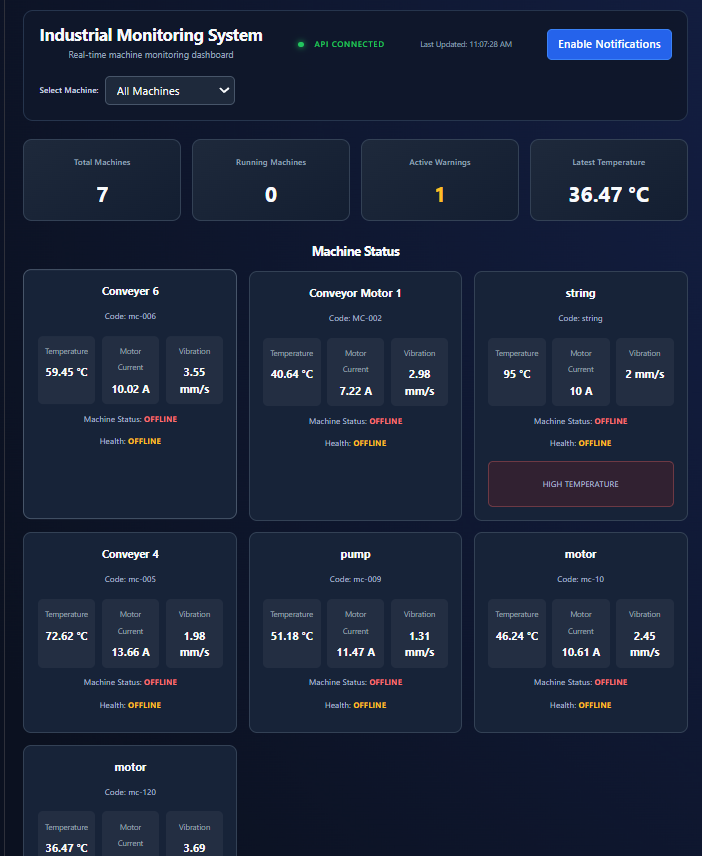 Industrial Monitoring System
Real-time machine monitoring dashboard
API CONNECTED
Last Updated: 11:07:28 AM
Enable Notifications
Select Machine:
All Machines
Total Machines
7
Running Machines
0
Active Warnings
1
Latest Temperature
36.47 °C
Machine Status
Conveyer 6
Code: mc-006
Temperature
59.45 °C
Motor
Current
10.02 A
Vibration
3.55
mm/s
Machine Status: OFFLINE
Health: OFFLINE
Conveyor Motor 1
Code: MC-002
Temperature
40.64 °C
Motor
Current
7.22 A
Vibration
2.98
mm/s
Machine Status: OFFLINE
Health: OFFLINE
string
Code: string
Temperature
95 °C
Motor
Current
10 A
Vibration
2 mm/s
Machine Status: OFFLINE
Health: OFFLINE
HIGH TEMPERATURE
Conveyer 4
Code: mc-005
Temperature
72.62 °C
Motor
Current
13.66 A
Vibration
1.98
mm/s
Machine Status: OFFLINE
Health: OFFLINE
pump
Code: mc-009
Temperature
51.18 °C
Motor
Current
11.47 A
Vibration
1.31
mm/s
Machine Status: OFFLINE
Health: OFFLINE
motor
Code: mc-10
Temperature
46.24 °C
Motor
Current
10.61 A
Vibration
2.45
mm/s
Machine Status: OFFLINE
Health: OFFLINE
motor
Code: mc-120
Temperature
36.47 °C
Motor
Current
Vibration
3.69